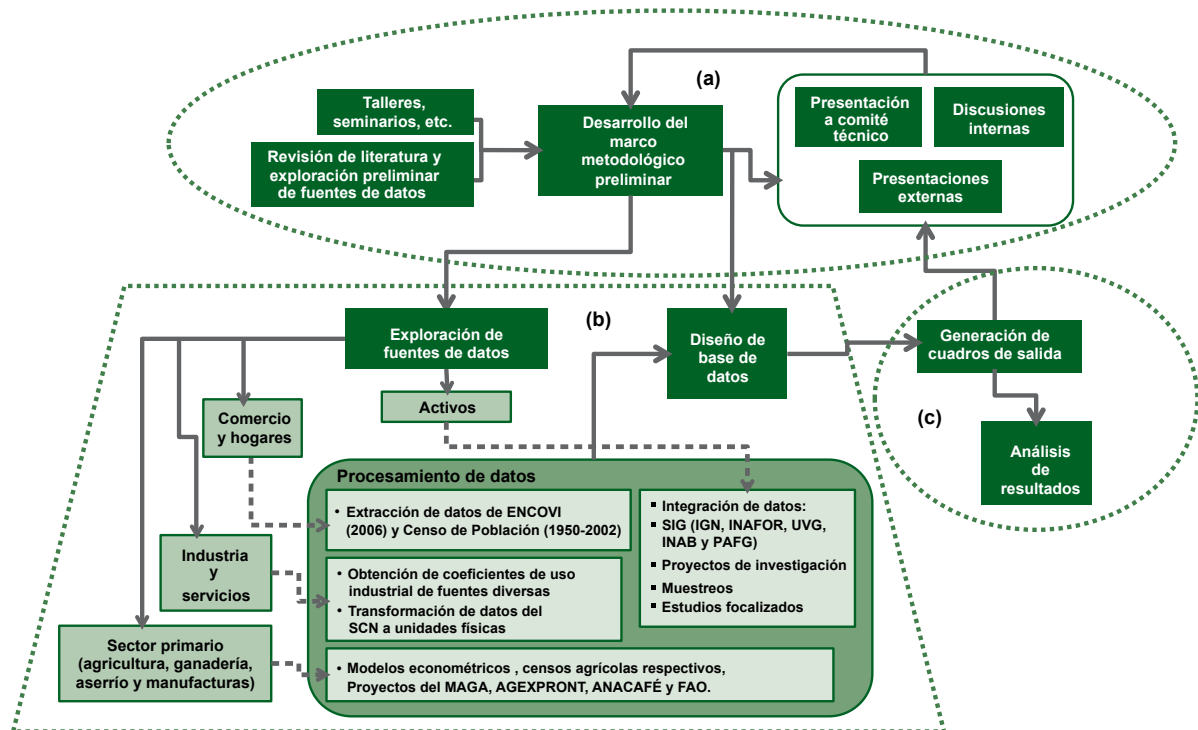 (a)
Talleres,
seminarios, etc.
Revisión de literatura y
exploración preliminar
de fuentes de datos
Desarrollo del
marco
metodológico
preliminar
Presentación
a comité
técnico
Discusiones
internas
Presentaciones
externas
(b)
Exploración de
fuentes de datos
Diseño de
base de
datos
Generación de
cuadros de salida
(c)
Análisis
de
resultados
Activos
Comercio
y hogares
Industria
y
servicios
Sector primario
(agricultura, ganadería,
aserrío y manufacturas)
Procesamiento de datos
• Extracción de datos de ENCOVI
(2006) y Censo de Población (1950-2002)
• Obtención de coeficientes de uso
industrial de fuentes diversas
• Transformación de datos del
SCN a unidades físicas
▪ Integración de datos:
▪ SIG (IGN, INAFOR, UVG,
INAB y PAFG)
▪ Proyectos de investigación
▪ Muestreos
▪ Estudios focalizados
• Modelos econométricos , censos agrícolas respectivos,
Proyectos del MAGA, AGEXPRONT, ANACAFÉ y FAO.